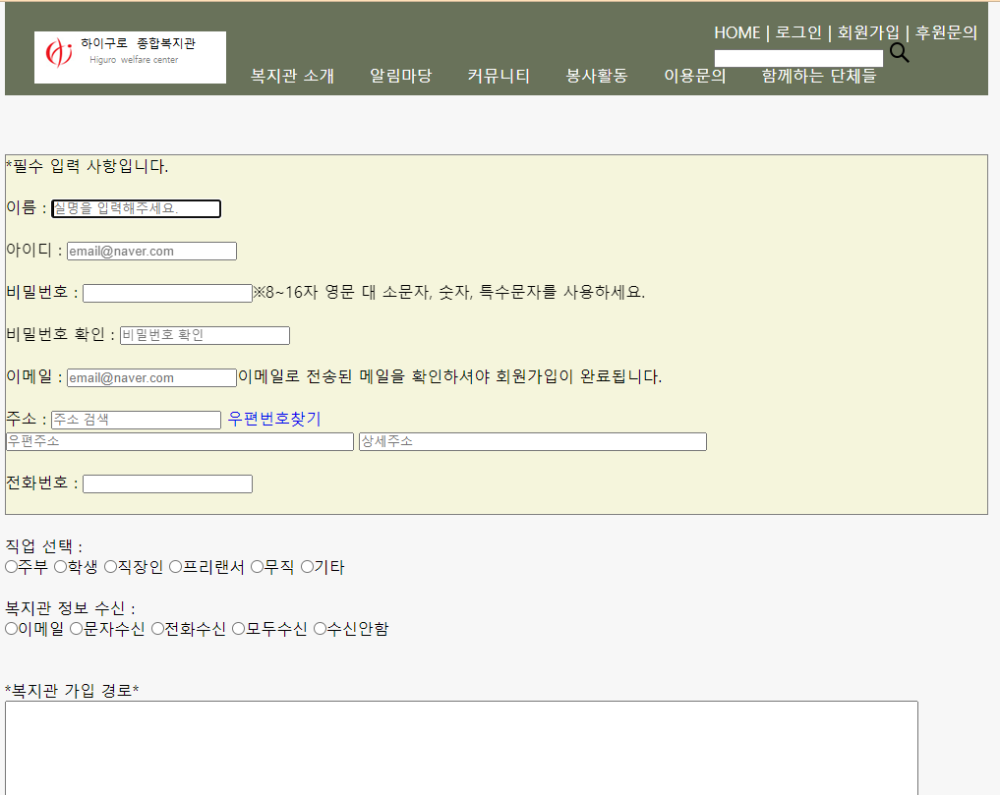 HOME | 로그인 | 회원가입 | 후원문의
하이구로 종합복지관
Higuro welfare center
복지관 소개 알림마당 커뮤니티 봉사활동 이용문의 함께하는 단체들
*필수 입력 사항입니다.
이름 : 실명을 입력해주세요.
아이디 : email@naver.com
비밀번호 : ※8~16자 영문 대 소문자, 숫자, 특수문자를 사용하세요.
비밀번호 확인 : 비밀번호 확인
이메일 : email@naver.com이메일로 전송된 메일을 확인하셔야 회원가입이 완료됩니다.
주소 : 주소 검색 우편번호찾기
우편주소 상세주소
전화번호 :
직업 선택 :
주부 학생 직장인 프리랜서 무직 기타
복지관 정보 수신 :
이메일 문자수신 전화수신 모두수신 수신안함
*복지관 가입 경로*